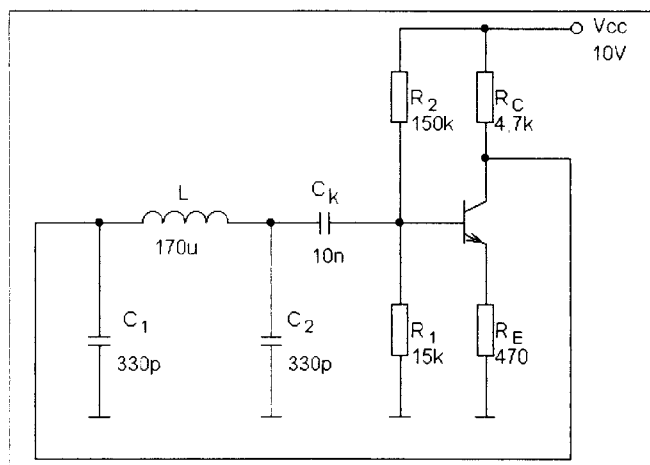 Vcc
10V
R2
150k
RC
4,7k
L
170u
Ck
10n
C1
330p
C2
330p
R1
15k
RE
470